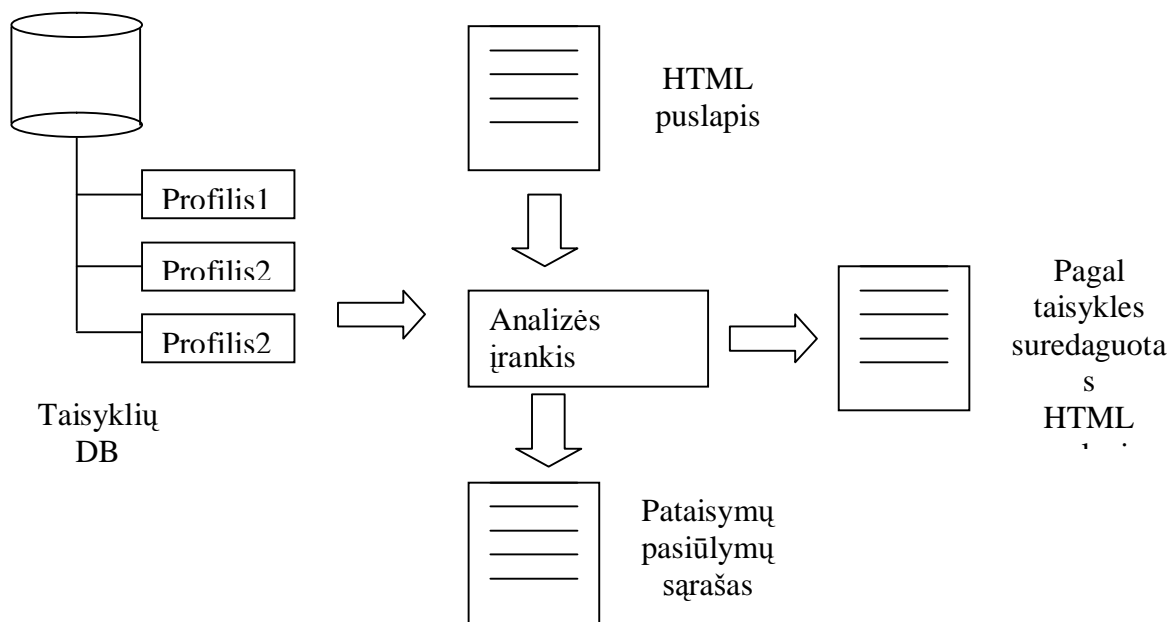 HTML
puslapis
Profilis1
Profilis2
Profilis2
Taisyklių
DB
Analizės
įrankis
Pagal
taisykles
suredaguota
s
HTML
Pataisymų
pasiūlymų
sąrašas